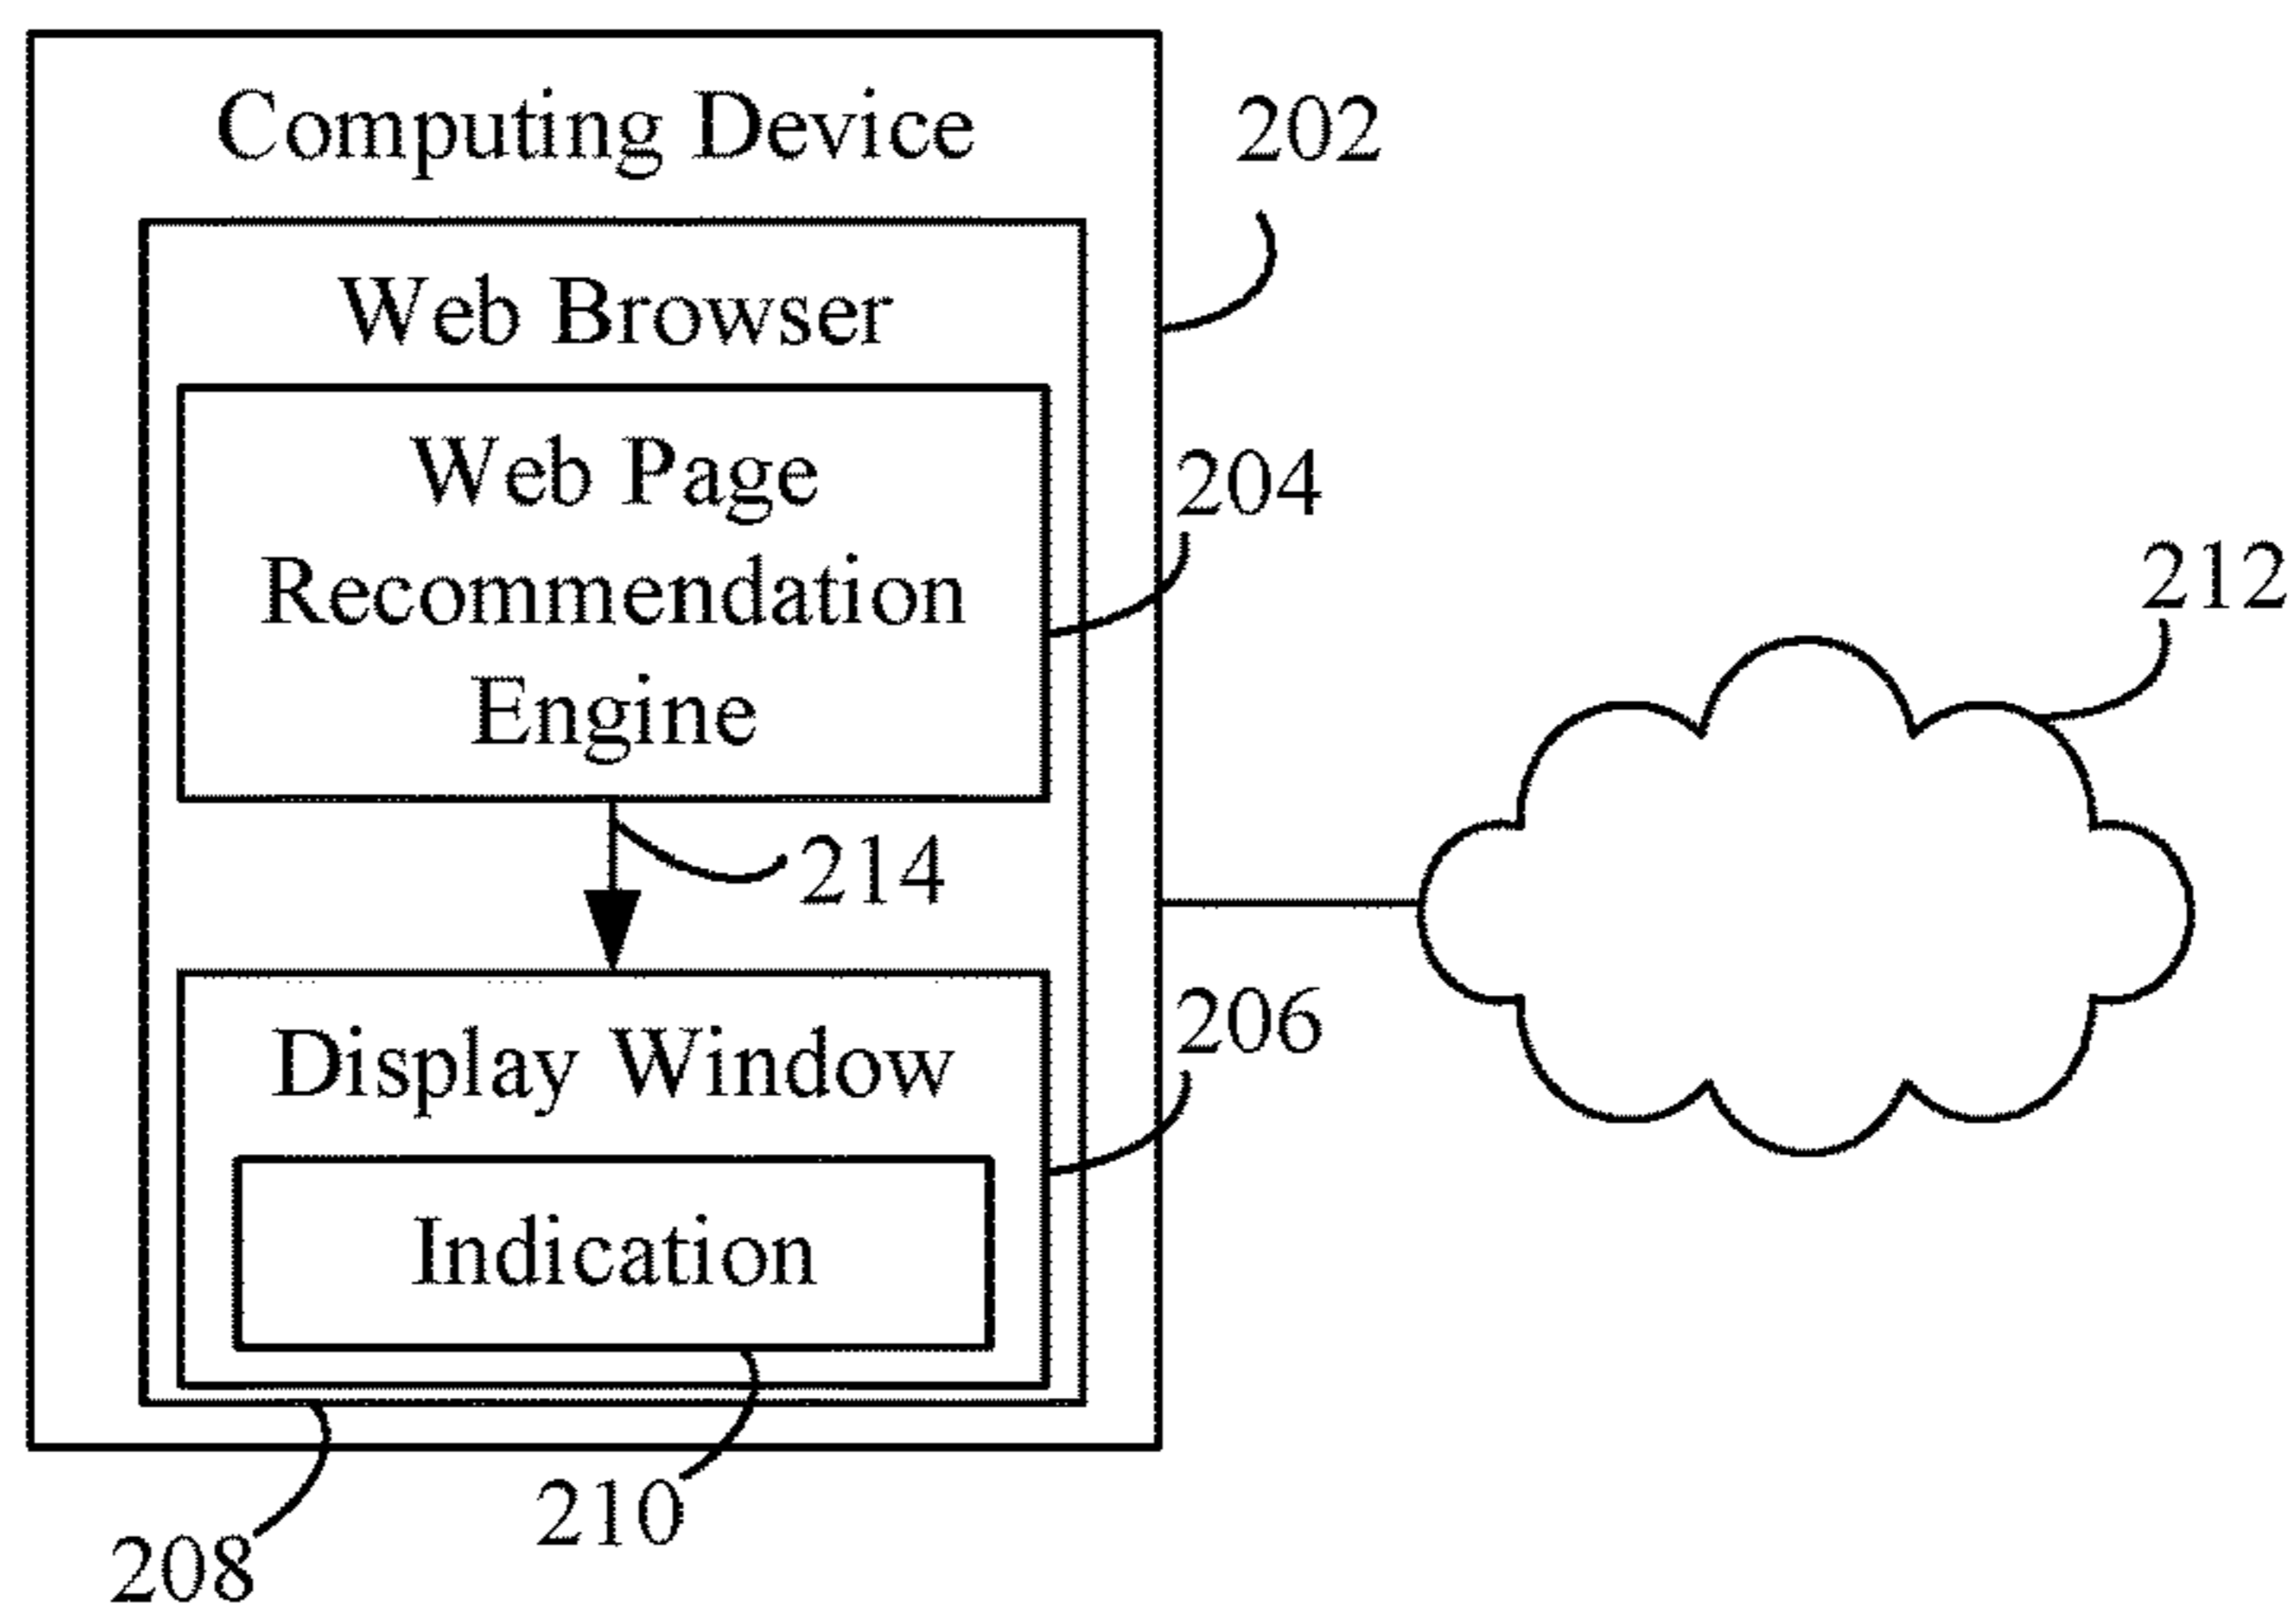 Computing Device
202
Web Browser
Web Page
Recommendation
Engine
204
212
214
Display Window
206
Indication
210
208